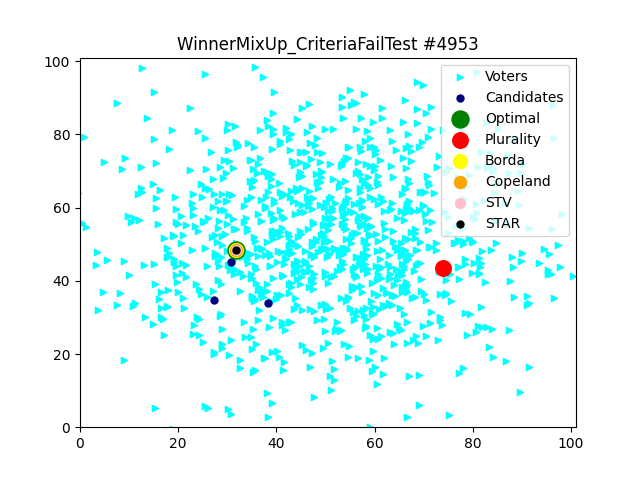 WinnerMixUp_CriteriaFailTest #4953
100
80
60
40
20
0
0
20
40
60
80
100
Voters
Candidates
Optimal
Plurality
Borda
Copeland
STV
STAR